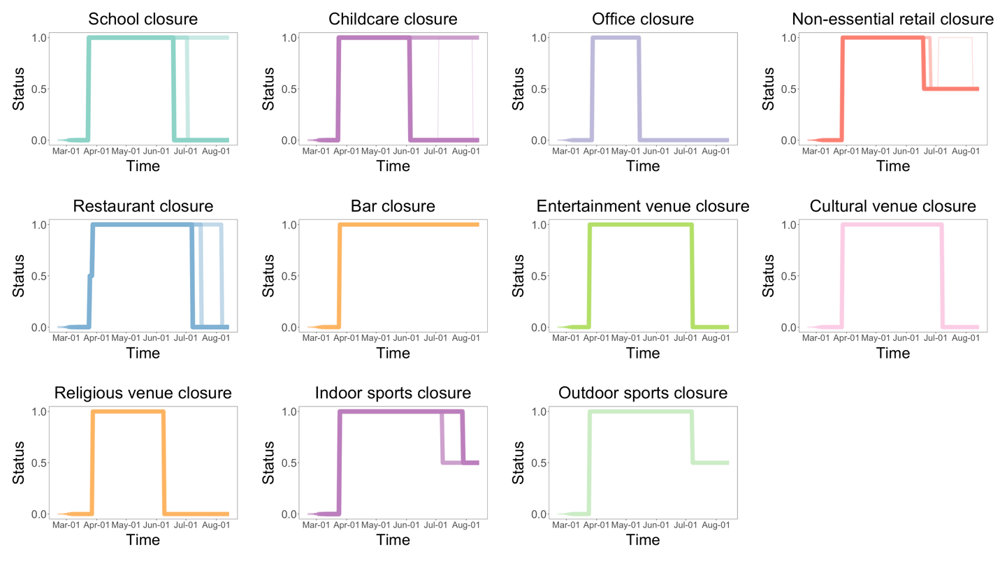 School closure
1.0
0.5
0.0
Status
Mar-01 Apr-01 May-01 Jun-01 Jul-01 Aug-01
Time
Childcare closure
1.0
0.5
0.0
Status
Mar-01 Apr-01 May-01 Jun-01 Jul-01 Aug-01
Time
Office closure
1.0
0.5
0.0
Status
Mar-01 Apr-01 May-01 Jun-01 Jul-01 Aug-01
Time
Non-essential retail closure
1.0
0.5
0.0
Status
Mar-01 Apr-01 May-01 Jun-01 Jul-01 Aug-01
Time
Restaurant closure
1.0
0.5
0.0
Status
Mar-01 Apr-01 May-01 Jun-01 Jul-01 Aug-01
Time
Bar closure
1.0
0.5
0.0
Status
Mar-01 Apr-01 May-01 Jun-01 Jul-01 Aug-01
Time
Entertainment venue closure
1.0
0.5
0.0
Status
Mar-01 Apr-01 May-01 Jun-01 Jul-01 Aug-01
Time
Cultural venue closure
1.0
0.5
0.0
Status
Mar-01 Apr-01 May-01 Jun-01 Jul-01 Aug-01
Time
Religious venue closure
1.0
0.5
0.0
Status
Mar-01 Apr-01 May-01 Jun-01 Jul-01 Aug-01
Time
Indoor sports closure
1.0
0.5
0.0
Status
Mar-01 Apr-01 May-01 Jun-01 Jul-01 Aug-01
Time
Outdoor sports closure
1.0
0.5
0.0
Status
Mar-01 Apr-01 May-01 Jun-01 Jul-01 Aug-01
Time